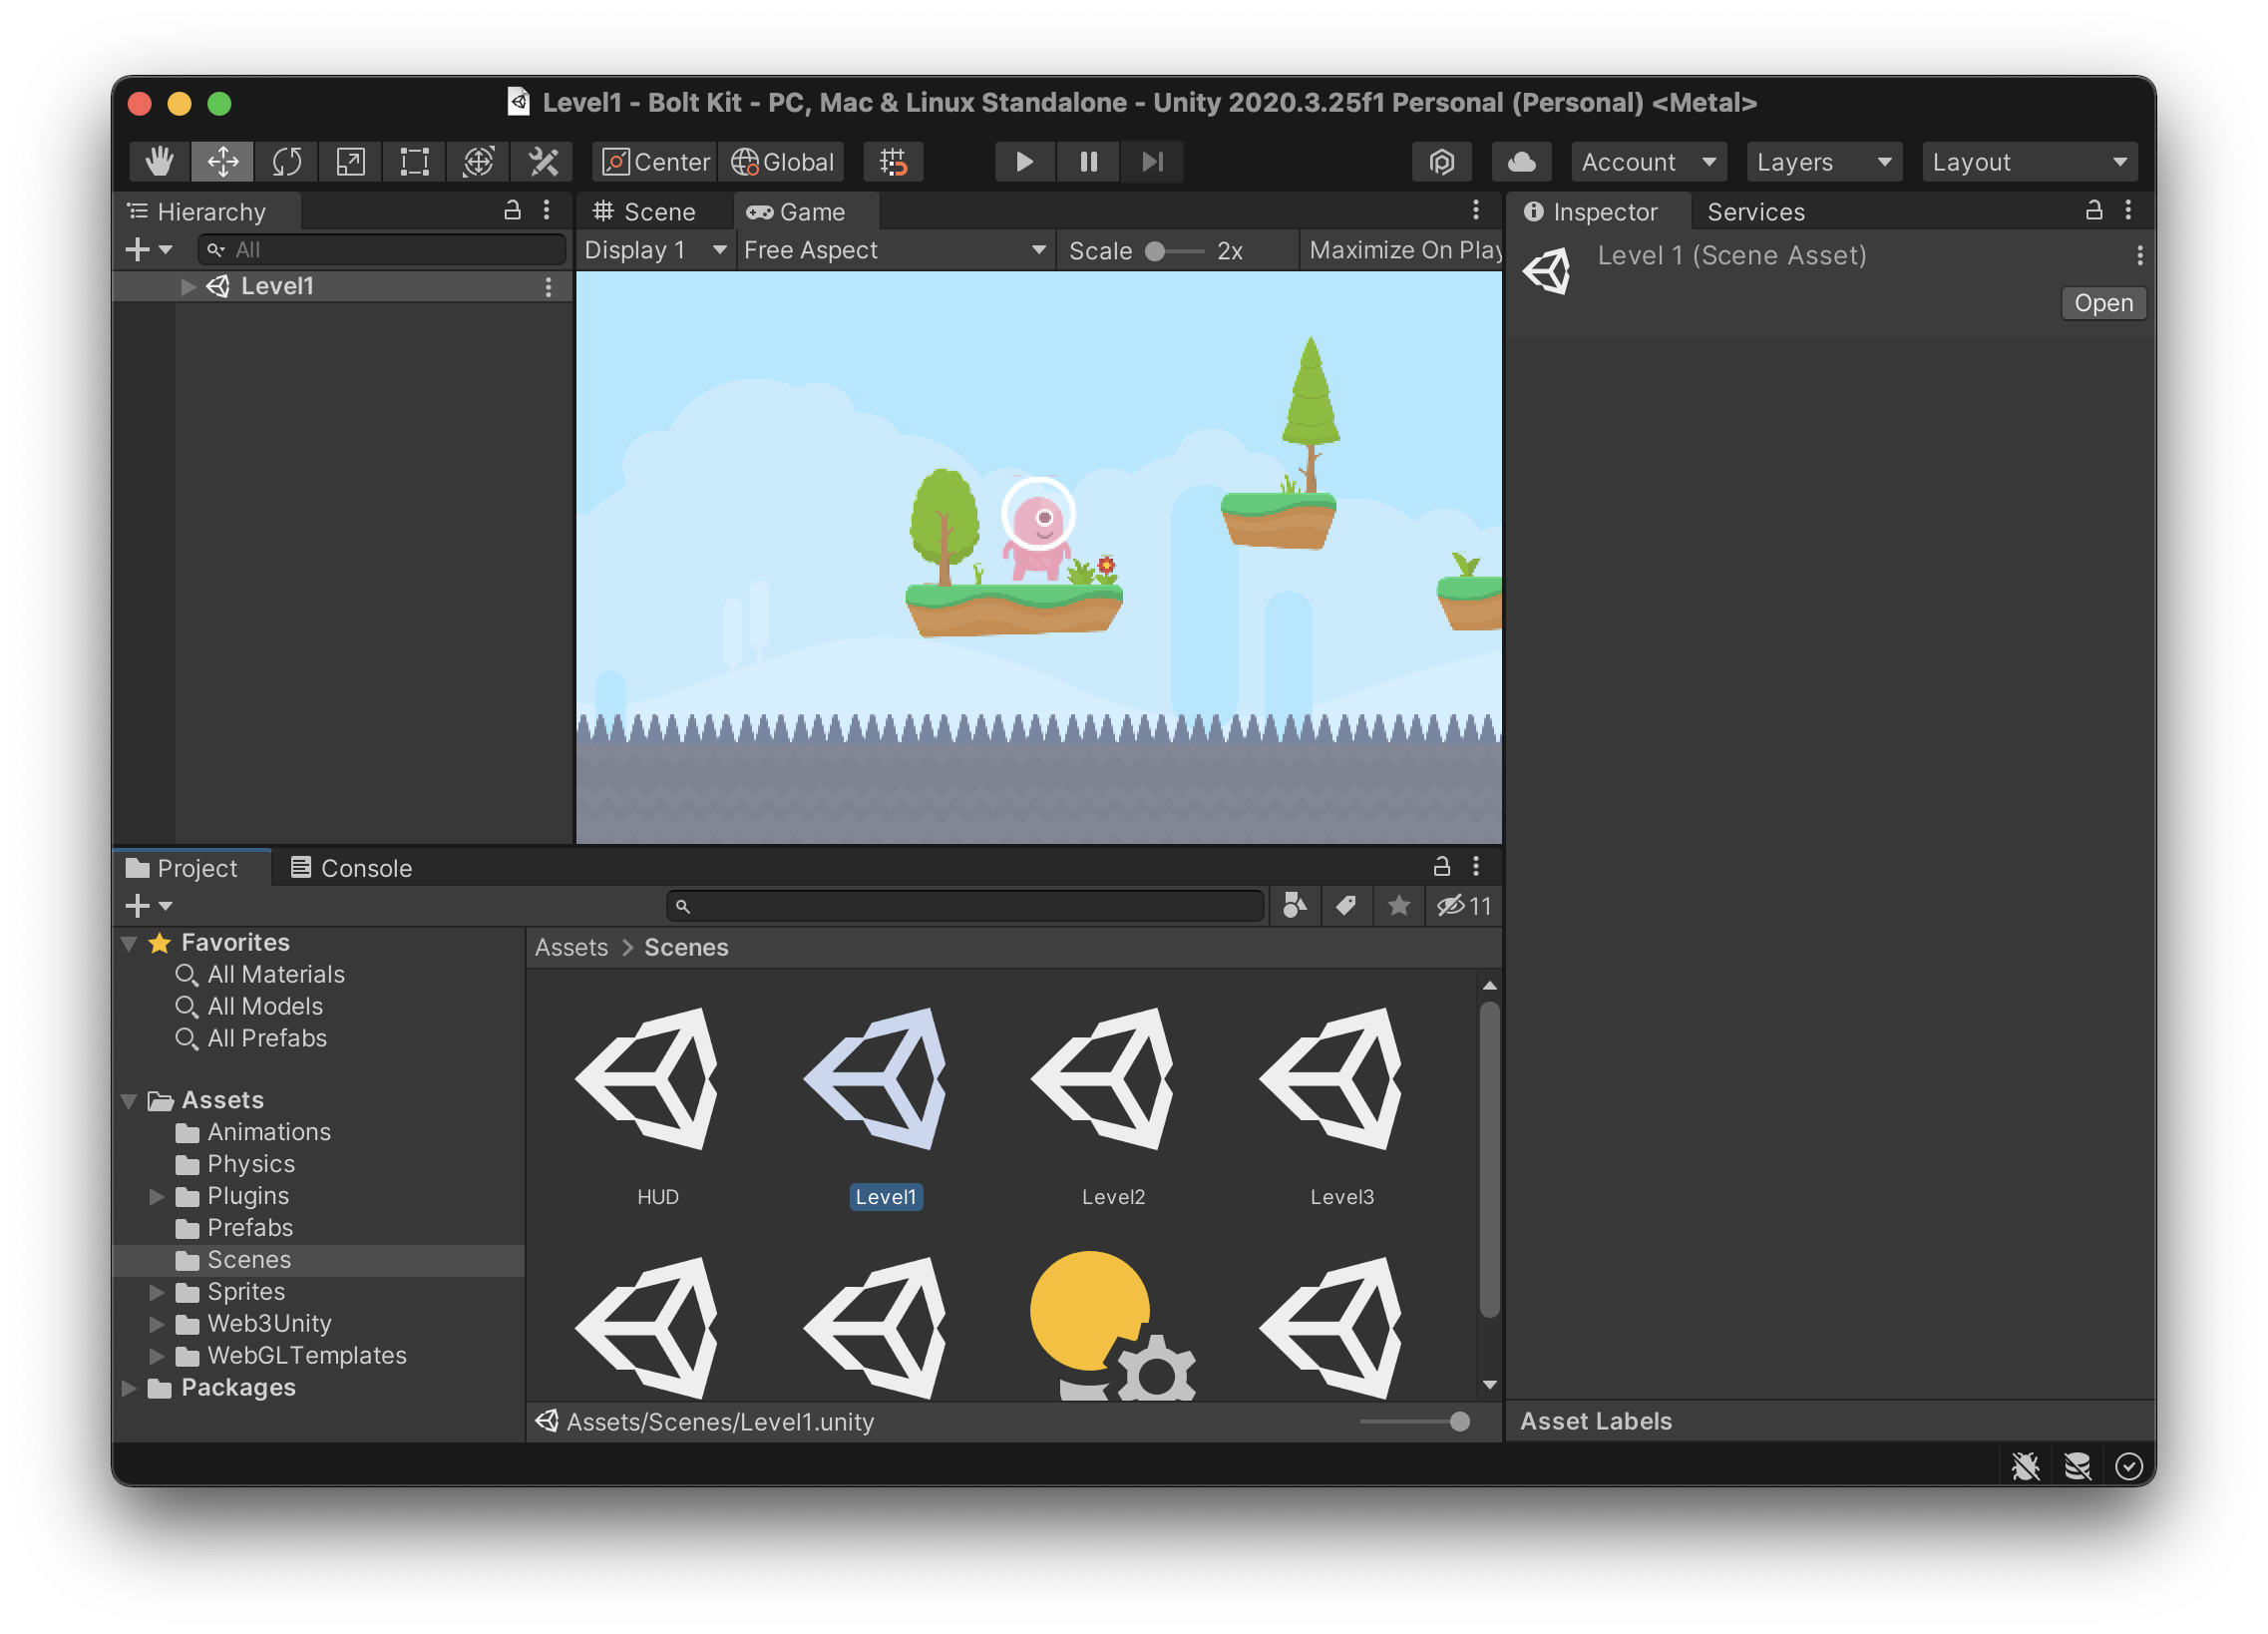 Level1 - Bolt Kit - PC, Mac & Linux Standalone - Unity 2020.3.25f1 Personal (Personal) <Metal>
Center Global Account Layers Layout
Hierarchy
All
Level1
Scene Game
Display 1 Free Aspect Scale 2x Maximize On Play
Inspector Services
Level 1 (Scene Asset)
Open
Project Console
11
Favorites
All Materials
All Models
All Prefabs
Assets
Animations
Physics
Plugins
Prefabs
Scenes
Sprites
Web3Unity
WebGLTemplates
Packages
Assets > Scenes
HUD Level1 Level2 Level3
Assets/Scenes/Level1.unity
Asset Labels